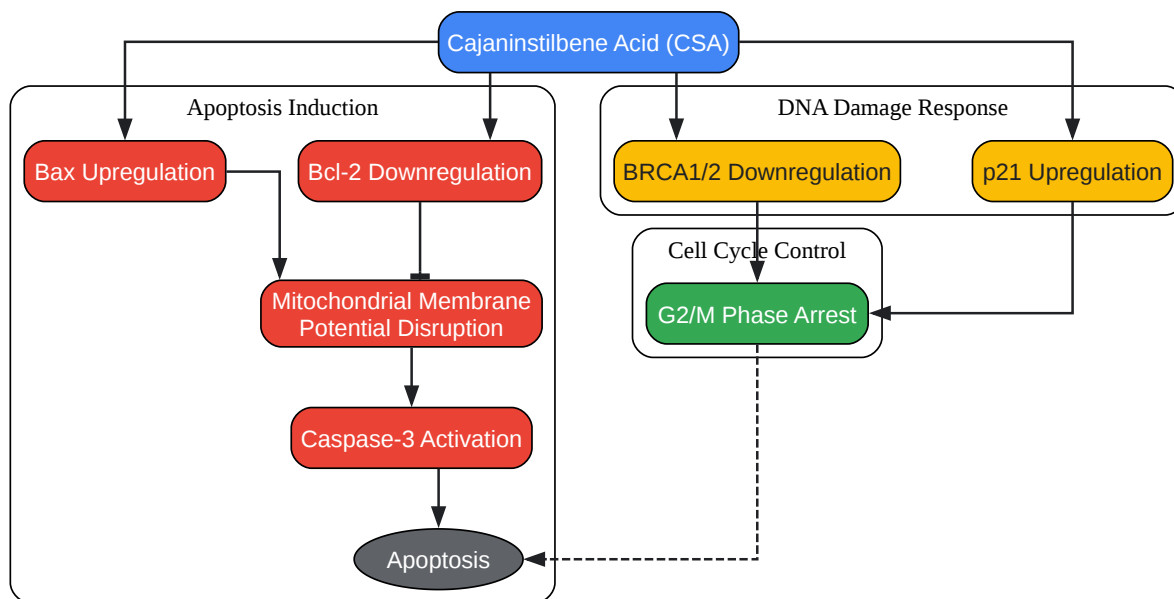 Cajaninstilbene Acid (CSA)
Apoptosis Induction
DNA Damage Response
Bax Upregulation
Bcl-2 Downregulation
BRCA1/2 Downregulation
p21 Upregulation
Cell Cycle Control
Mitochondrial Membrane
Potential Disruption
G2/M Phase Arrest
Caspase-3 Activation
Apoptosis